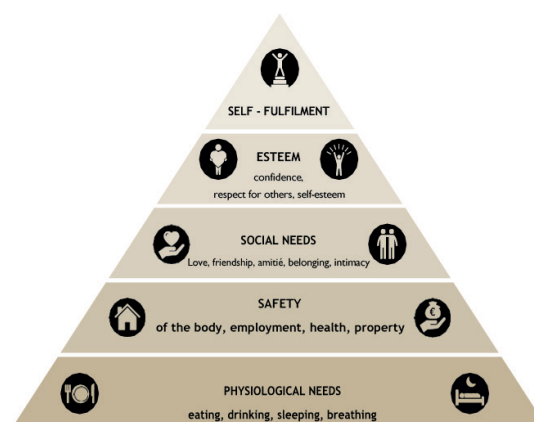 SELF - FULFILMENT
ESTEEM
confidence,
respect for others, self-esteem
SOCIAL NEEDS
Love, friendship, amitié, belonging, intimacy
SAFETY
of the body, employment, health, property
€
PHYSIOLOGICAL NEEDS
eating, drinking, sleeping, breathing